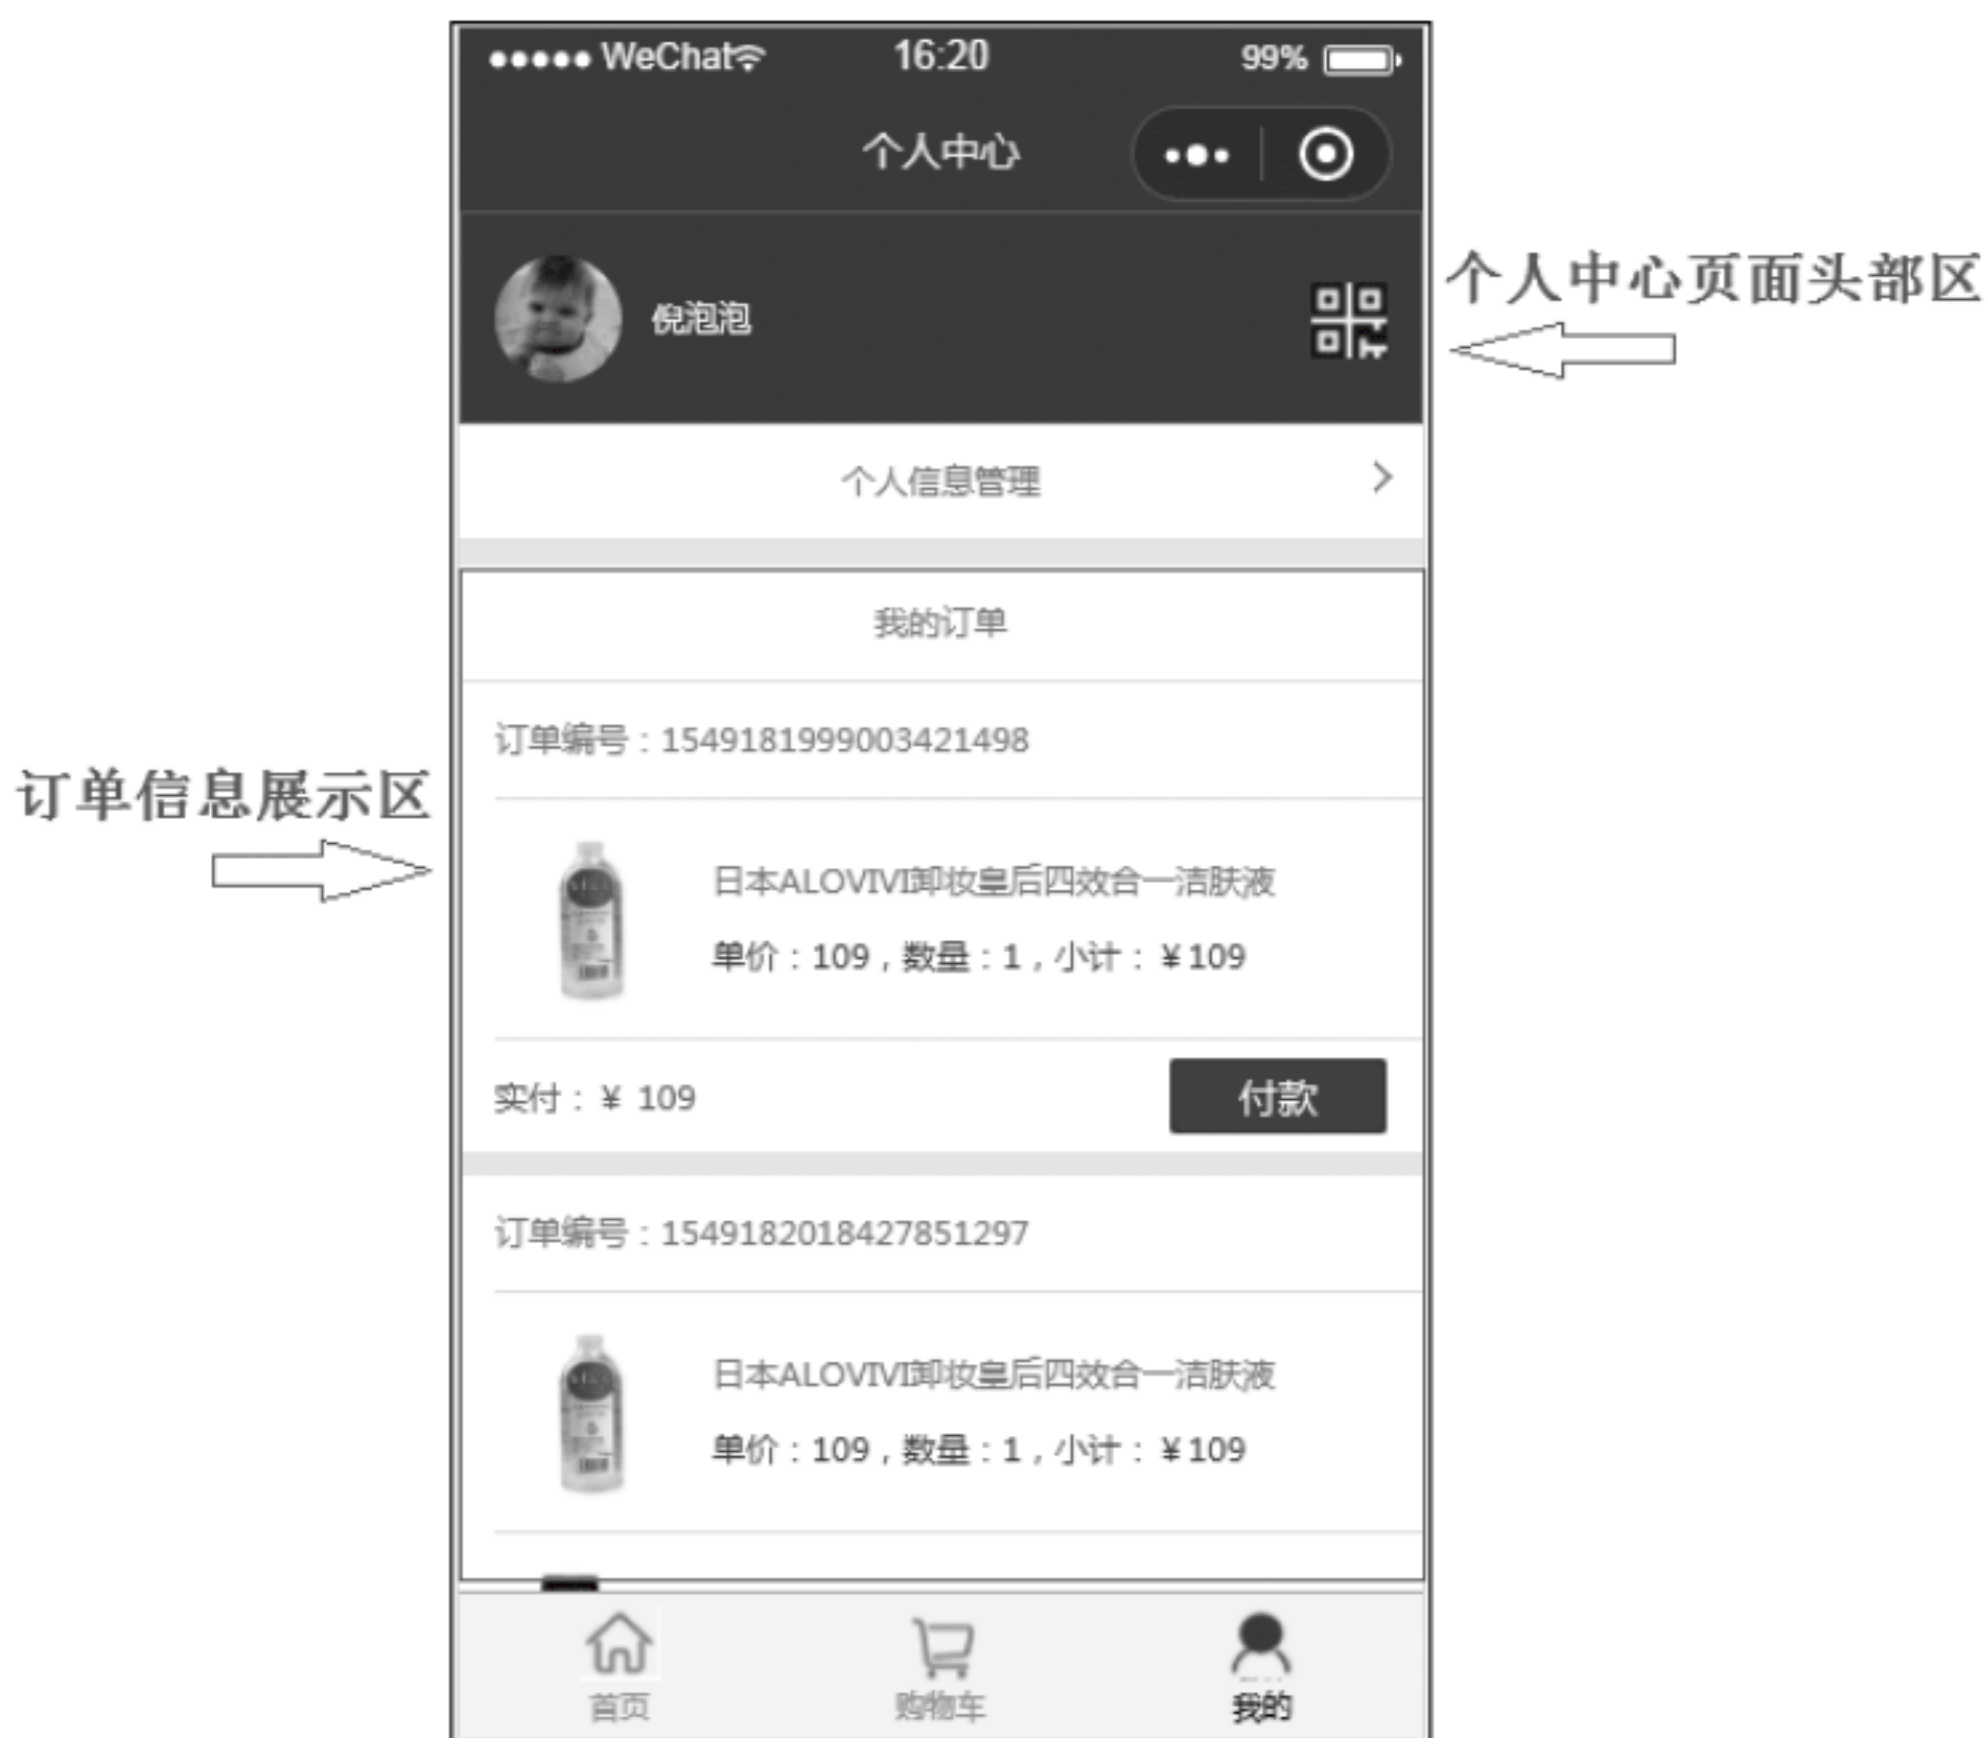 WeChat 16:20 99%
个人中心
个人中心页面头部区
倪泡泡
个人信息管理
我的订单
订单编号：1549181999003421498
订单信息展示区
日本ALOVIVI卸妆皇后四效合一洁肤液
单价：109，数量：1，小计：￥109
实付：￥ 109 付款
订单编号：1549182018427851297
日本ALOVIVI卸妆皇后四效合一洁肤液
单价：109，数量：1，小计：￥109
首页 购物车 我的